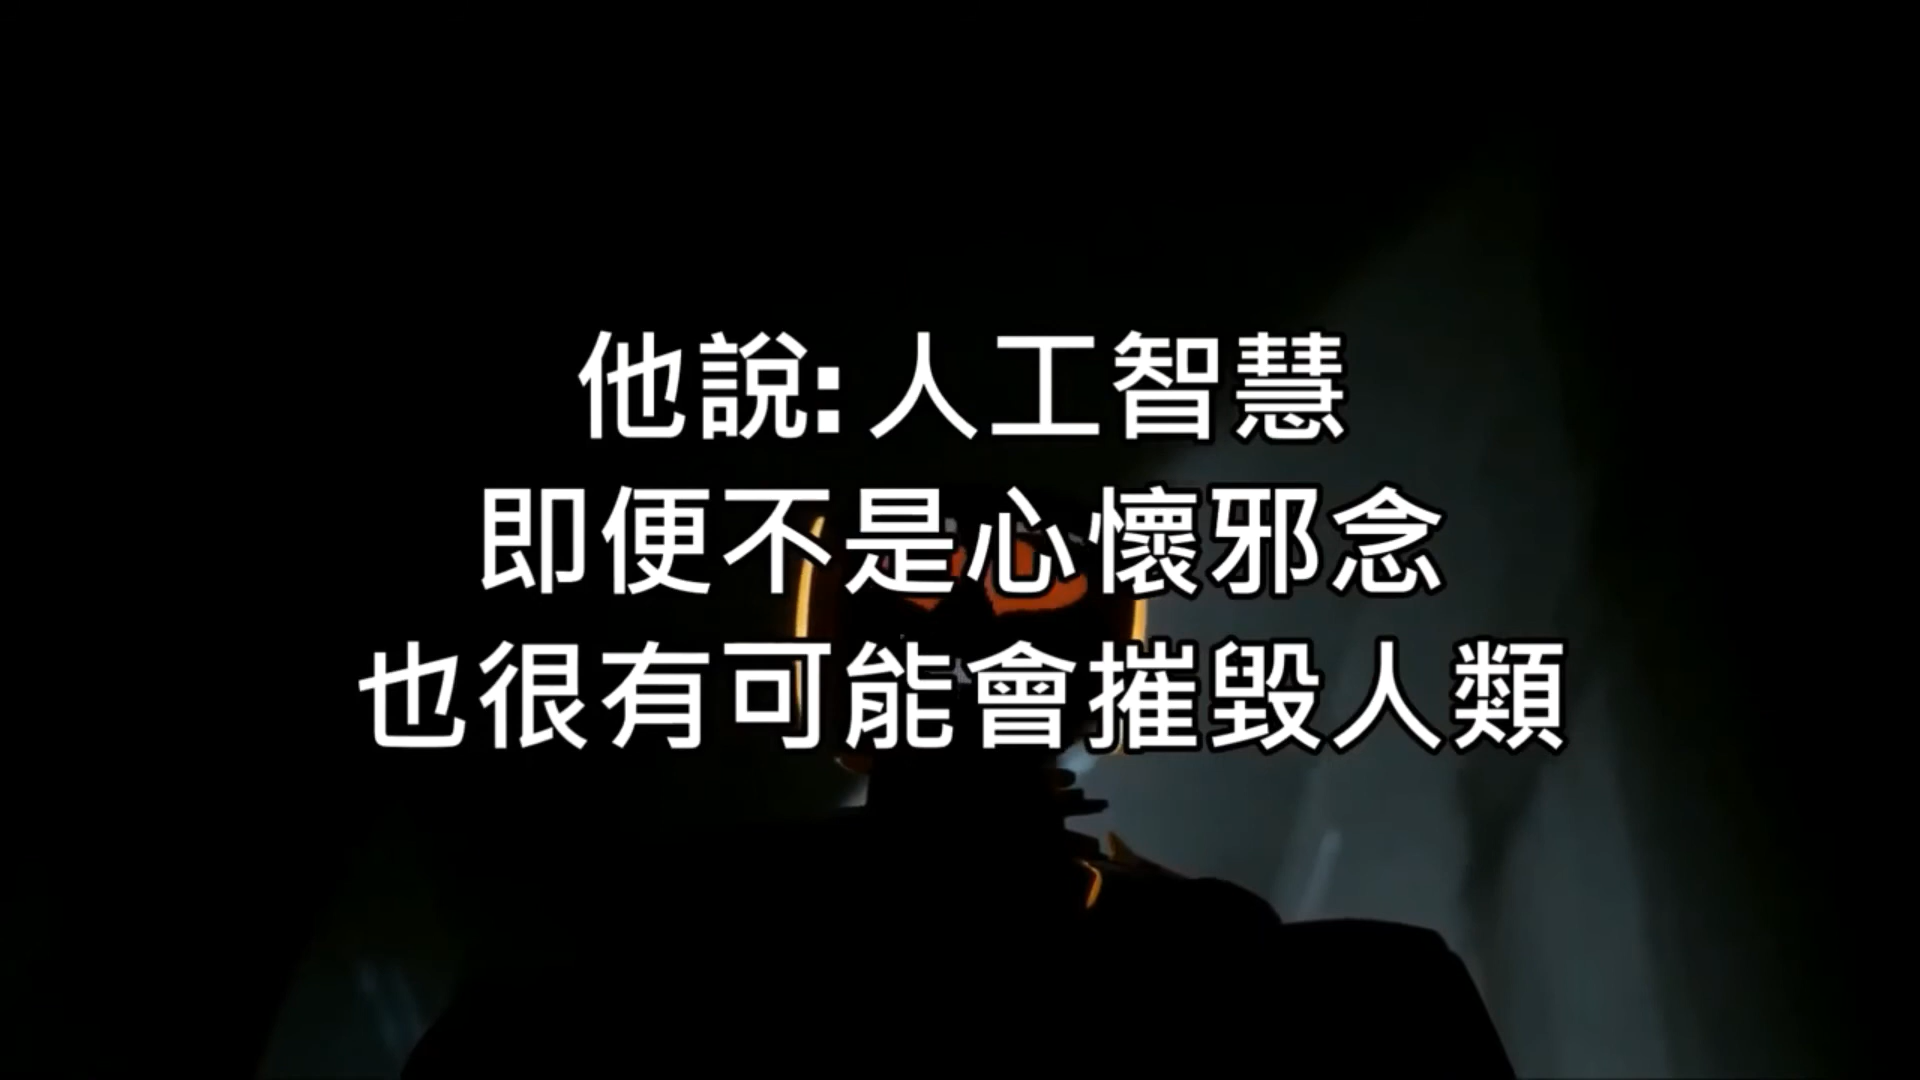 他說:人工智慧
即便不是心懷邪念
也很有可能會摧毀人類